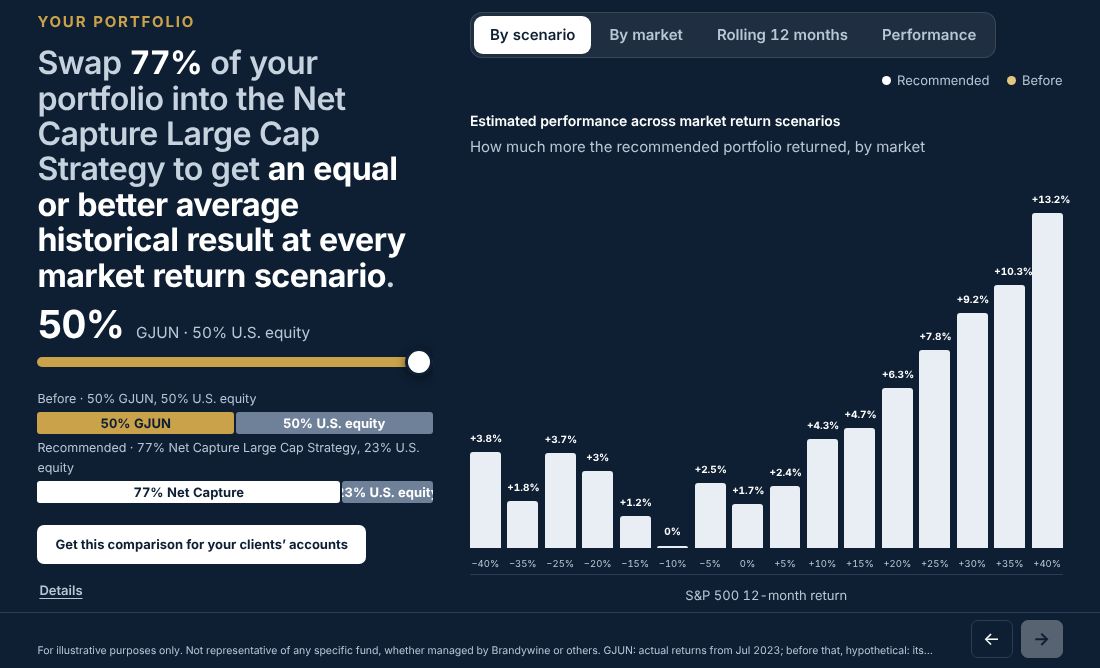 YOUR PORTFOLIO
Swap 77% of your
portfolio into the Net
Capture Large Cap
Strategy to get an equal
or better average
historical result at every
market return scenario.
50% GJUN · 50% U.S. equity
Before · 50% GJUN, 50% U.S. equity
50% GJUN 50% U.S. equity
Recommended · 77% Net Capture Large Cap Strategy, 23% U.S.
equity
77% Net Capture 23% U.S. equity
Get this comparison for your clients’ accounts
Details
By scenario By market Rolling 12 months Performance
Recommended Before
Estimated performance across market return scenarios
How much more the recommended portfolio returned, by market
+3.8% +1.8% +3.7% +3% +1.2% 0% +2.5% +1.7% +2.4% +4.3% +4.7% +6.3% +7.8% +9.2% +10.3% +13.2%
−40% −35% −25% −20% −15% −10% −5% 0% +5% +10% +15% +20% +25% +30% +35% +40%
S&P 500 12-month return
For illustrative purposes only. Not representative of any specific fund, whether managed by Brandywine or others. GJUN: actual returns from Jul 2023; before that, hypothetical: its…